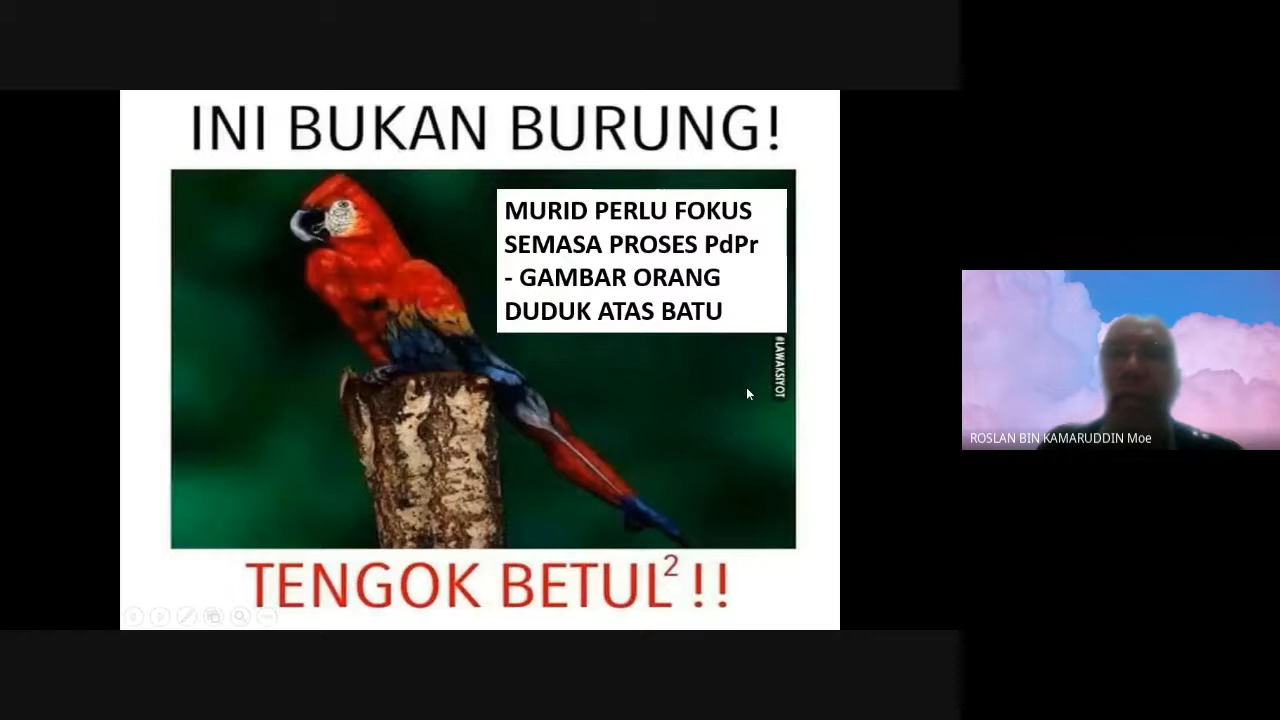 INI BUKAN BURUNG!
MURID PERLU FOKUS
SEMASA PROSES PdPr
- GAMBAR ORANG
DUDUK ATAS BATU
#LAWAKSIYOT
TENGOK BETUL²!!
ROSLAN BIN KAMARUDDIN Moe